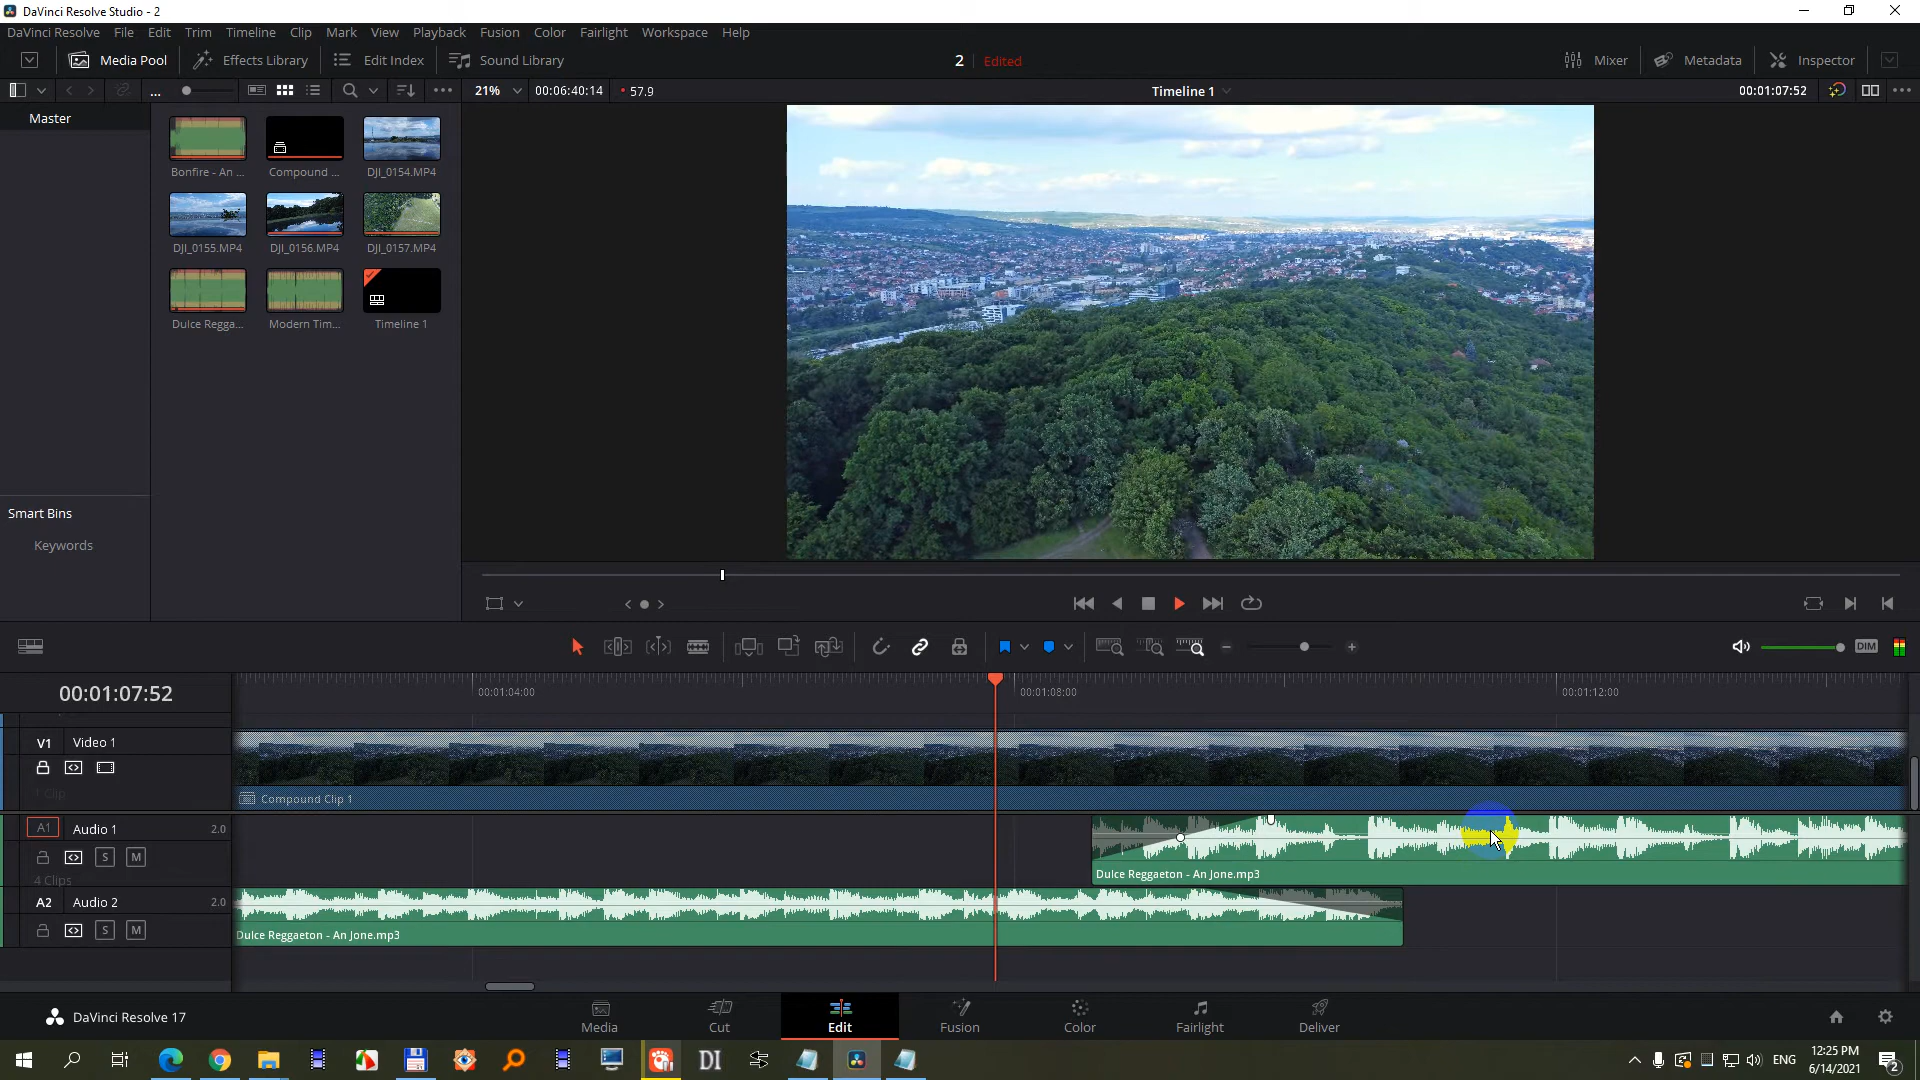 DaVinci Resolve Studio - 2
DaVinci Resolve File Edit Trim Timeline Clip Mark View Playback Fusion Color Fairlight Workspace Help
Media Pool Effects Library Edit Index Sound Library 2 Edited Mixer Metadata Inspector
... 21% 00:06:40:14 57.9 Timeline 1 00:01:07:52
Master
Bonfire - An ... Compound ... DJI_0154.MP4
DJI_0155.MP4 DJI_0156.MP4 DJI_0157.MP4
Dulce Regga... Modern Tim... Timeline 1
Smart Bins
Keywords
DIM
00:01:07:52 00:01:04:00 00:01:08:00 00:01:12:00
V1 Video 1
1 Clip
Compound Clip 1
A1 Audio 1 2.0
S M
4 Clips
Dulce Reggaeton - An Jone.mp3
A2 Audio 2 2.0
S M
Dulce Reggaeton - An Jone.mp3
DaVinci Resolve 17
Media Cut Edit Fusion Color Fairlight Deliver
DI
ENG
12:25 PM
6/14/2021
2